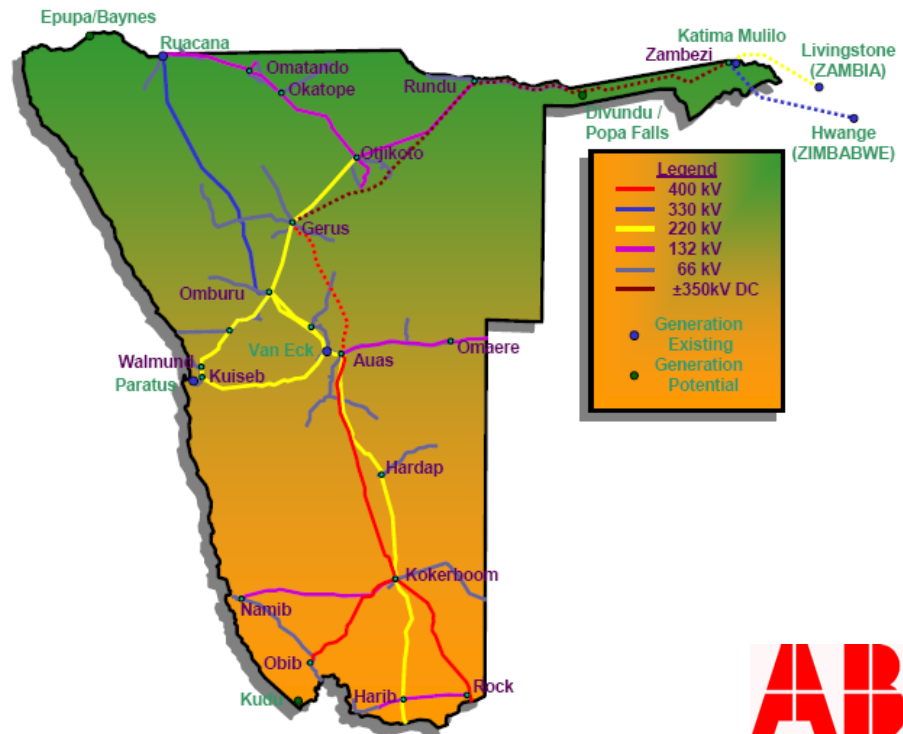 Epupa/Baynes
Ruacana
Omatando
Okatope
Rundu
Katima Mulilo
Zambezi
Livingstone
(ZAMBIA)
Divundu /
Popa Falls
Hwange
(ZIMBABWE)
Otjikoto
Gerus
Omburu
Van Eck
Auas
Omaere
Walmund
Kuiseb
Paratus
Hardap
Kokerboom
Namib
Obib
Kudu
Harib
Rock
Legend
400 kV
330 kV
220 kV
132 kV
66 kV
±350kV DC
Generation
Existing
Generation
Potential
AB